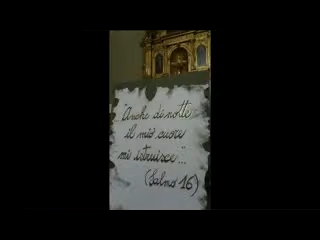 ..."Anche di notte
il mio cuore
mi istruisce"...
(Salmo 16)